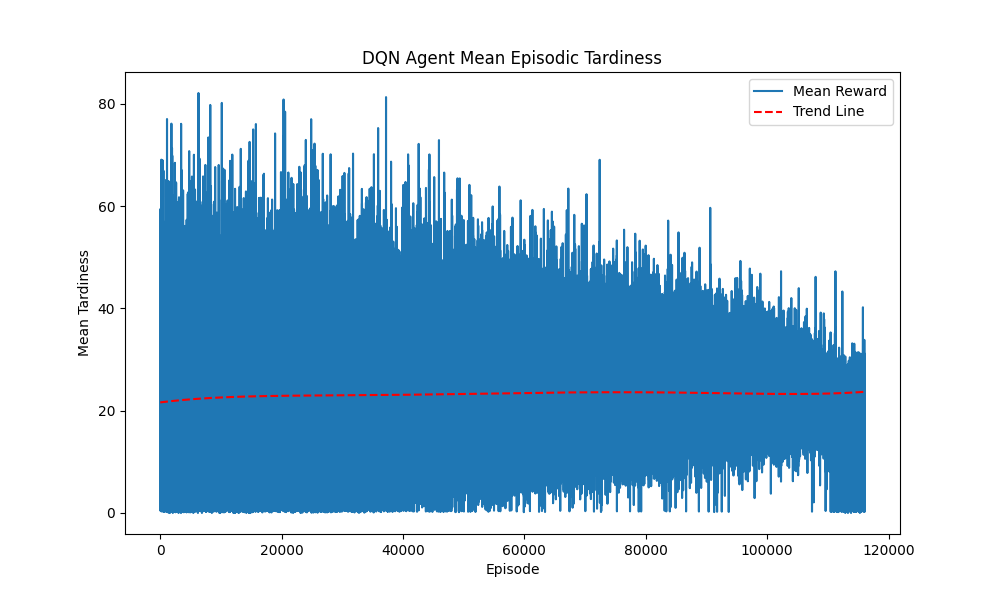 DQN Agent Mean Episodic Tardiness
Mean Reward
Trend Line
Mean Tardiness
80
60
40
20
0
0 20000 40000 60000 80000 100000 120000
Episode